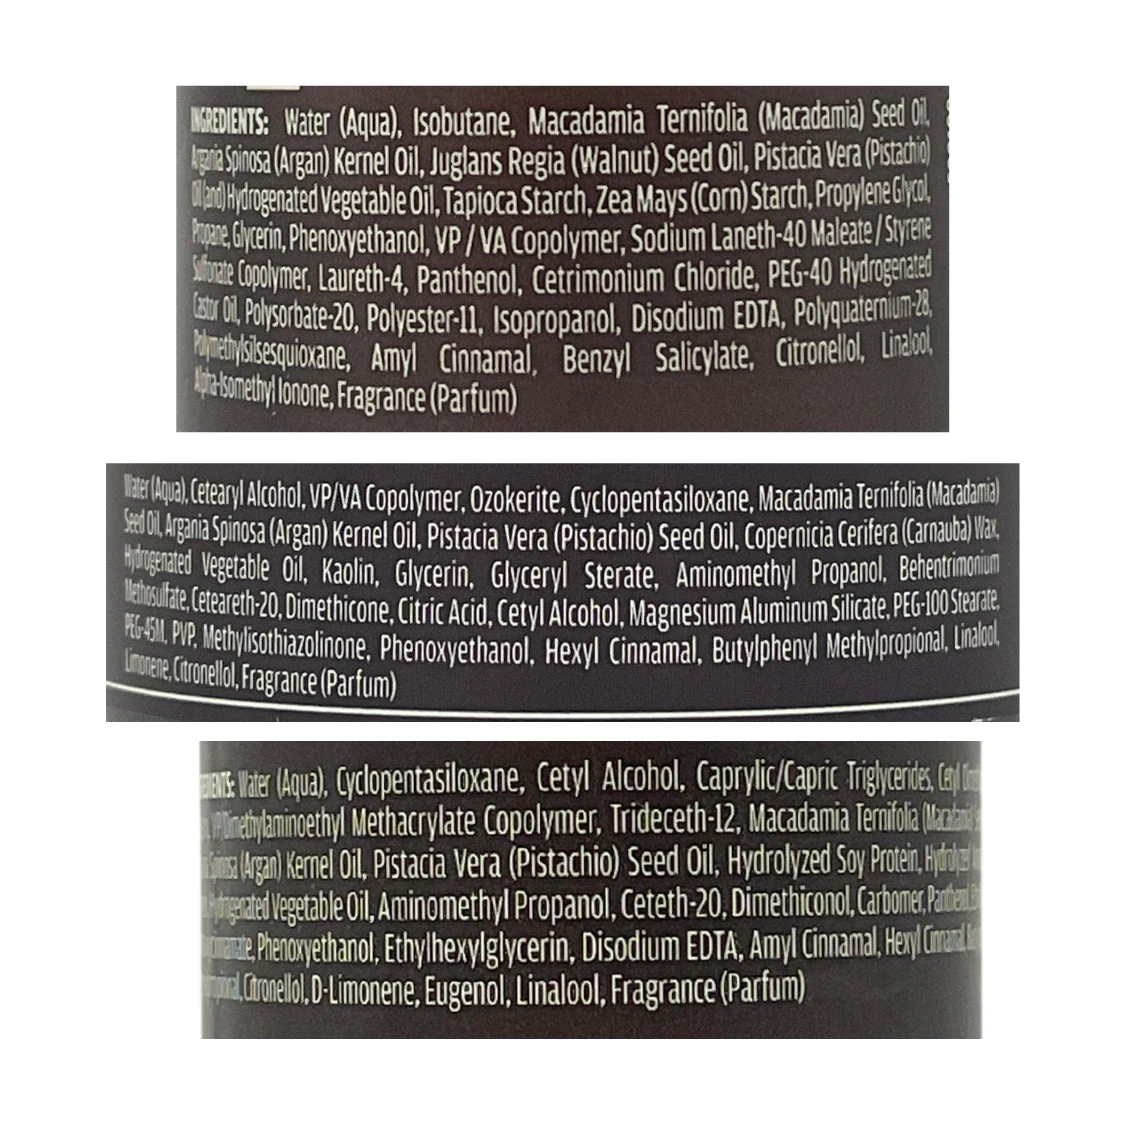 INGREDIENTS: Water (Aqua), Isobutane, Macadamia Ternifolia (Macadamia) Seed Oil,
Argania Spinosa (Argan) Kernel Oil, Juglans Regia (Walnut) Seed Oil, Pistacia Vera (Pistachio)
Oil (and) Hydrogenated Vegetable Oil, Tapioca Starch, Zea Mays (Corn) Starch, Propylene Glycol,
Propane, Glycerin, Phenoxyethanol, VP / VA Copolymer, Sodium Laneth-40 Maleate / Styrene
Sulfonate Copolymer, Laureth-4, Panthenol, Cetrimonium Chloride, PEG-40 Hydrogenated
Castor Oil, Polysorbate-20, Polyester-11, Isopropanol, Disodium EDTA, Polyquaternium-28,
Polymethylsilsesquioxane, Amyl Cinnamal, Benzyl Salicylate, Citronellol, Linalool,
Alpha-Isomethyl Ionone, Fragrance (Parfum)
Water (Aqua), Cetearyl Alcohol, VP/VA Copolymer, Ozokerite, Cyclopentasiloxane, Macadamia Ternifolia (Macadamia)
Seed Oil, Argania Spinosa (Argan) Kernel Oil, Pistacia Vera (Pistachio) Seed Oil, Copernicia Cerifera (Carnauba) Wax,
Hydrogenated Vegetable Oil, Kaolin, Glycerin, Glyceryl Sterate, Aminomethyl Propanol, Behentrimonium
Methosulfate, Ceteareth-20, Dimethicone, Citric Acid, Cetyl Alcohol, Magnesium Aluminum Silicate, PEG-100 Stearate,
PEG-45M, PVP, Methylisothiazolinone, Phenoxyethanol, Hexyl Cinnamal, Butylphenyl Methylpropional, Linalool,
Limonene, Citronellol, Fragrance (Parfum)
Water (Aqua), Cyclopentasiloxane, Cetyl Alcohol, Caprylic/Capric Triglycerides, Cetyl
VP/Dimethylaminoethyl Methacrylate Copolymer, Trideceth-12, Macadamia Ternifolia (Macadamia)
Spinosa (Argan) Kernel Oil, Pistacia Vera (Pistachio) Seed Oil, Hydrolyzed Soy Protein, Hydrolyzed
Hydrogenated Vegetable Oil, Aminomethyl Propanol, Ceteth-20, Dimethiconol, Carbomer, Panthenol,
Phenoxyethanol, Ethylhexylglycerin, Disodium EDTA, Amyl Cinnamal, Hexyl Cinnamal,
Citronellol, D-Limonene, Eugenol, Linalool, Fragrance (Parfum)